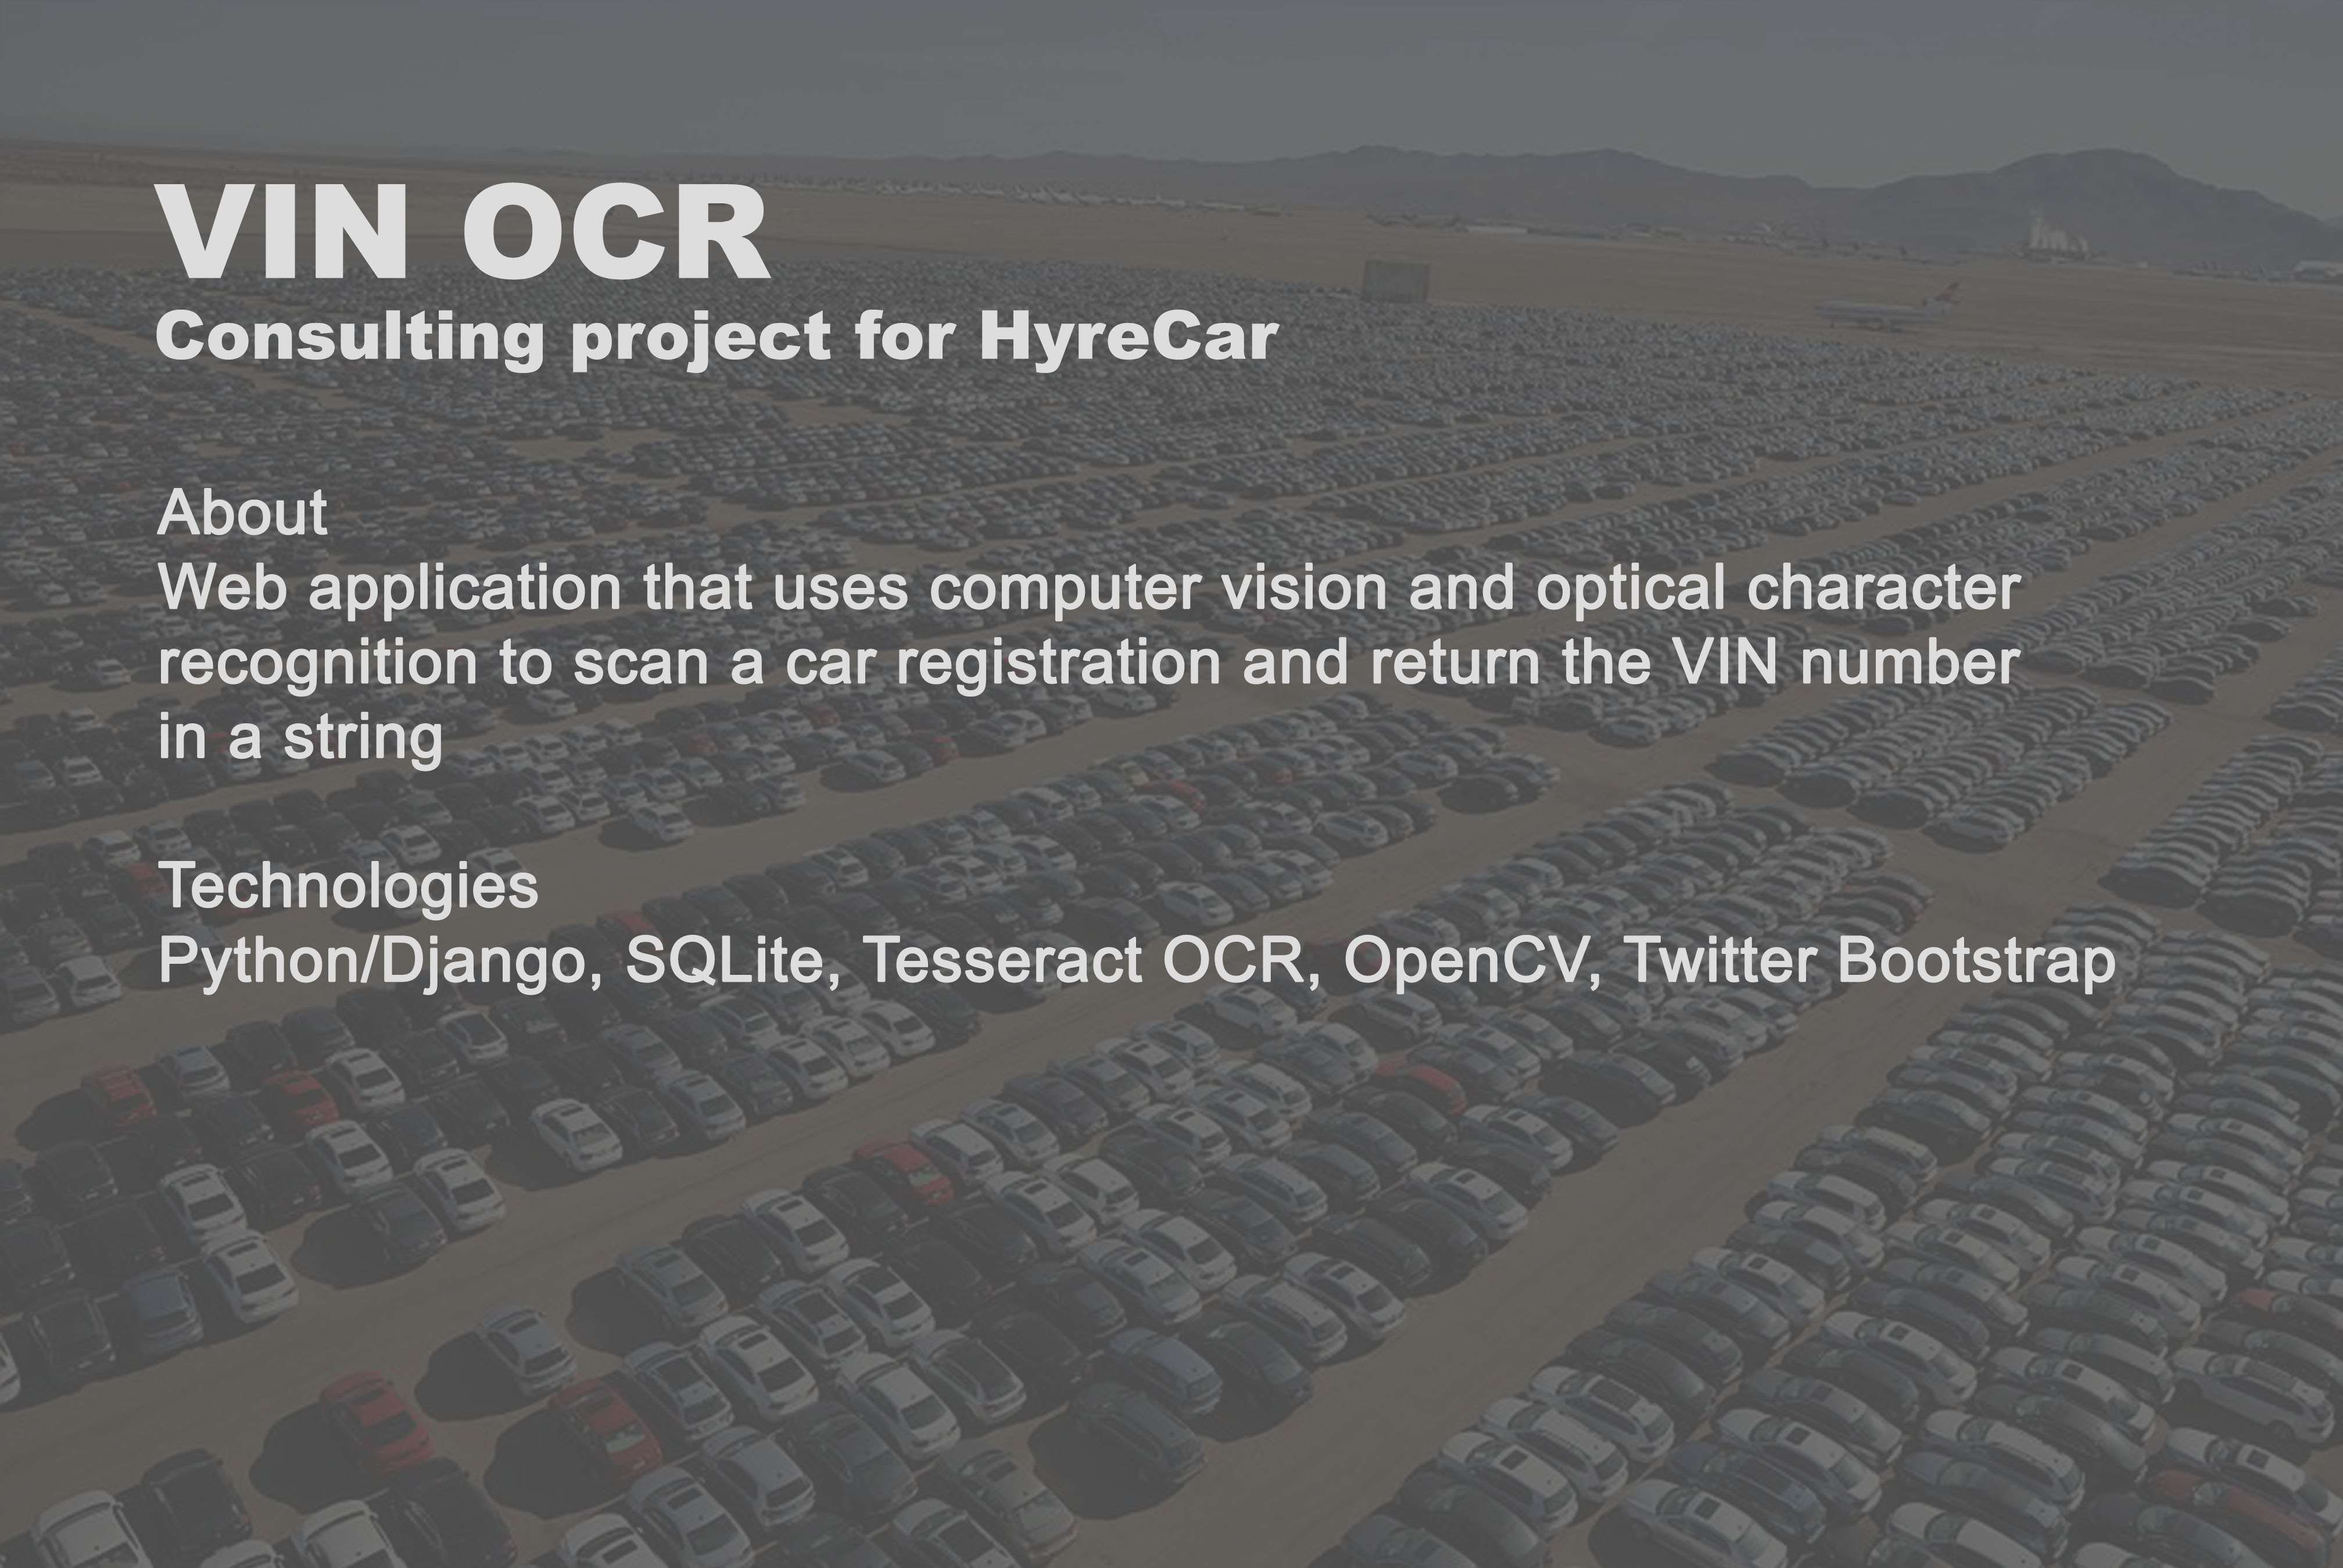 VIN OCR
Consulting project for HyreCar
About
Web application that uses computer vision and optical character
recognition to scan a car registration and return the VIN number
in a string
Technologies
Python/Django, SQLite, Tesseract OCR, OpenCV, Twitter Bootstrap